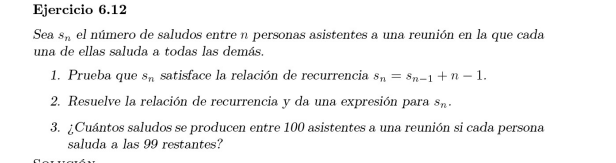 Ejercicio 6.12
Sea sₙ el número de saludos entre n personas asistentes a una reunión en la que cada
una de ellas saluda a todas las demás.
1. Prueba que sₙ satisface la relación de recurrencia sₙ = sₙ₋₁ + n − 1.
2. Resuelve la relación de recurrencia y da una expresión para sₙ.
3. ¿Cuántos saludos se producen entre 100 asistentes a una reunión si cada persona
saluda a las 99 restantes?